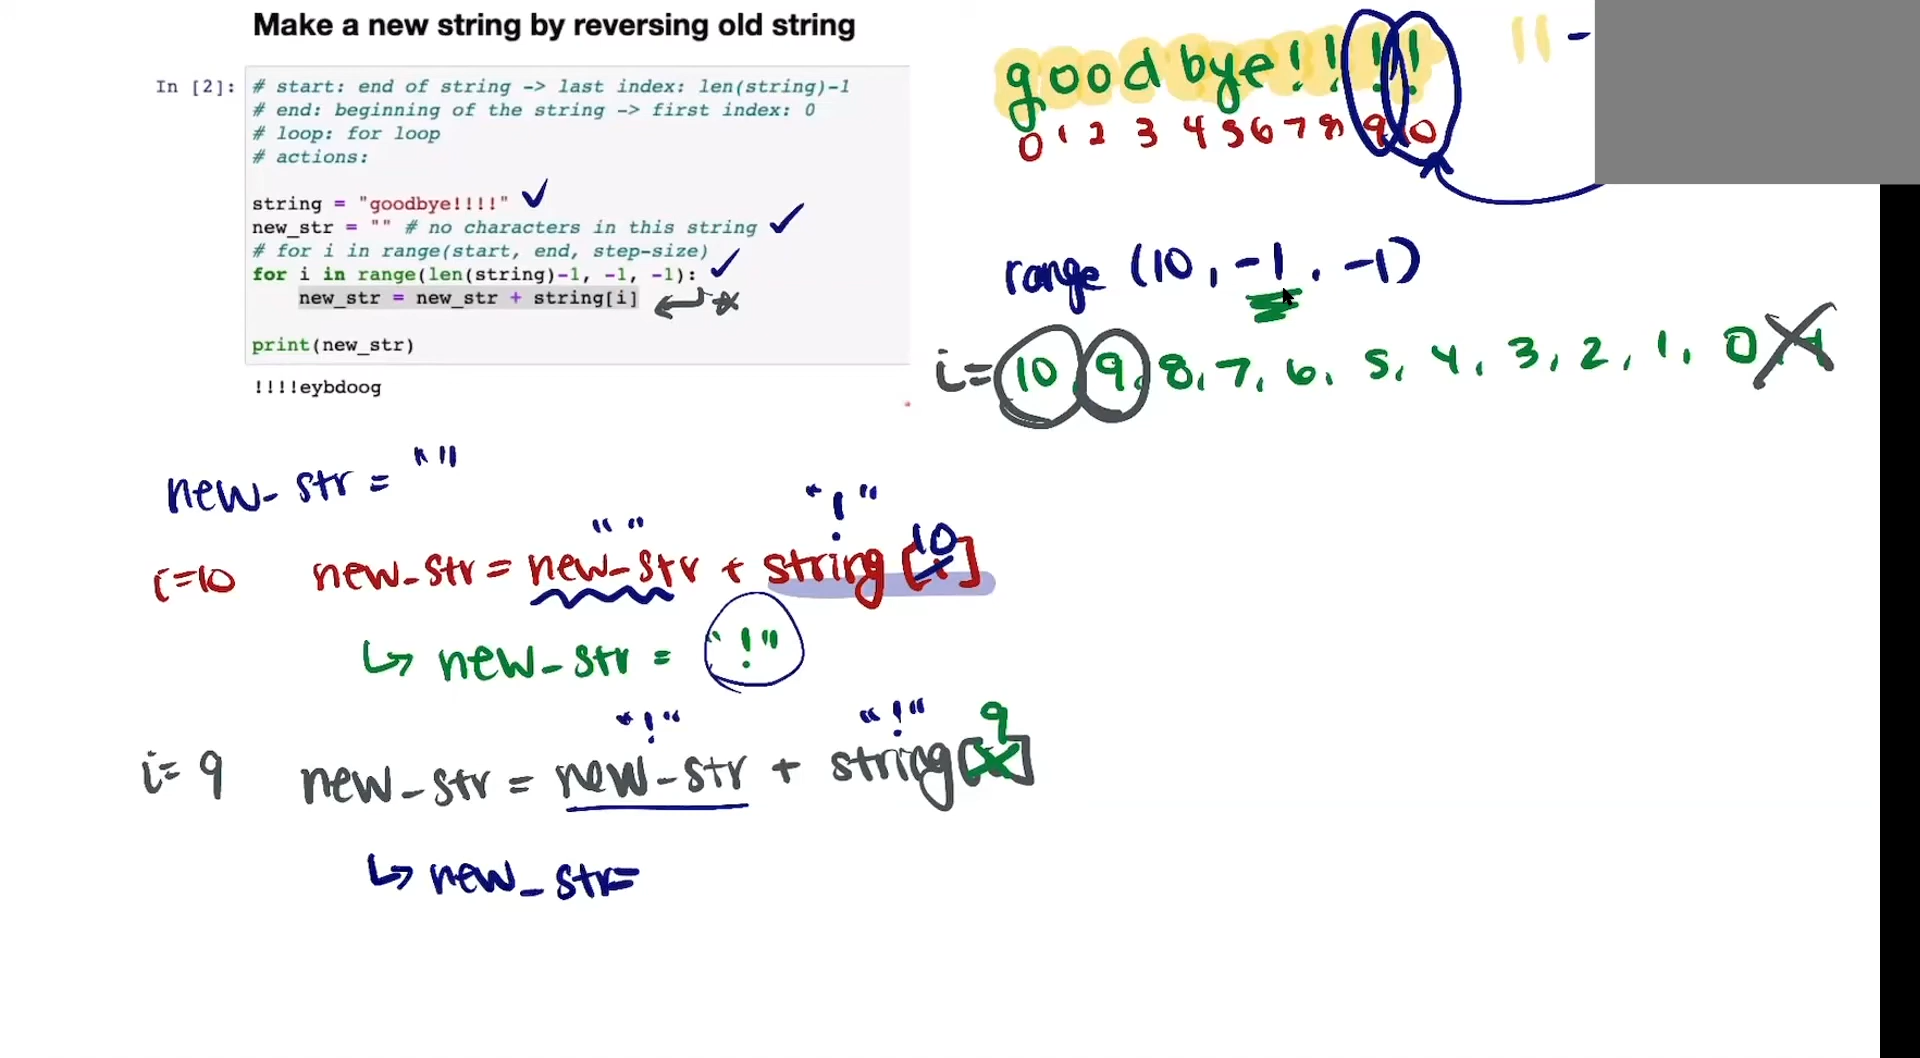 Make a new string by reversing old string
In [2]:
# start: end of string -> last index: len(string)-1
# end: beginning of the string -> first index: 0
# loop: for loop
# actions:
string = "goodbye!!!!"
new_str = "" # no characters in this string
# for i in range(start, end, step-size)
for i in range(len(string)-1, -1, -1):
new_str = new_str + string[i]
print(new_str)
!!!!eybdoog
goodbye!!!!
0 1 2 3 4 5 6 7 8 9 10
11 -
range (10, -1, -1)
i= 10, 9, 8, 7, 6, 5, 4, 3, 2, 1, 0
new_str = ""
"" "!"
10
i=10 new_str = new_str + string [ ]
↳ new_str = "!"
"!" "!" 9
i= 9 new_str = new_str + string[ ]
↳ new_str=